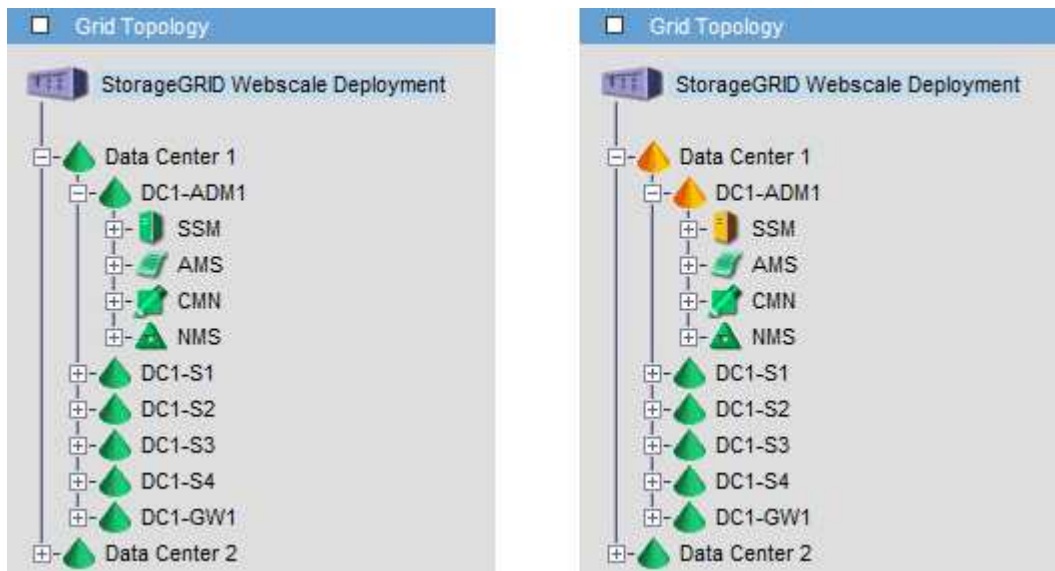 Grid Topology
StorageGRID Webscale Deployment
Data Center 1
DC1-ADM1
SSM
AMS
CMN
NMS
DC1-S1
DC1-S2
DC1-S3
DC1-S4
DC1-GW1
Data Center 2
Grid Topology
StorageGRID Webscale Deployment
Data Center 1
DC1-ADM1
SSM
AMS
CMN
NMS
DC1-S1
DC1-S2
DC1-S3
DC1-S4
DC1-GW1
Data Center 2